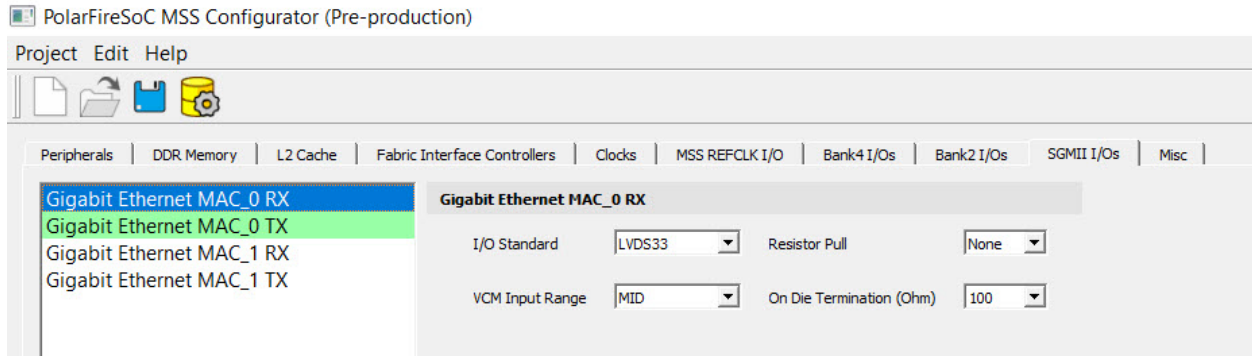 PolarFireSoC MSS Configurator (Pre-production)
Project Edit Help
Peripherals DDR Memory L2 Cache Fabric Interface Controllers Clocks MSS REFCLK I/O Bank4 I/Os Bank2 I/Os SGMII I/Os Misc
Gigabit Ethernet MAC_0 RX
Gigabit Ethernet MAC_0 TX
Gigabit Ethernet MAC_1 RX
Gigabit Ethernet MAC_1 TX
Gigabit Ethernet MAC_0 RX
I/O Standard LVDS33 Resistor Pull None
VCM Input Range MID On Die Termination (Ohm) 100